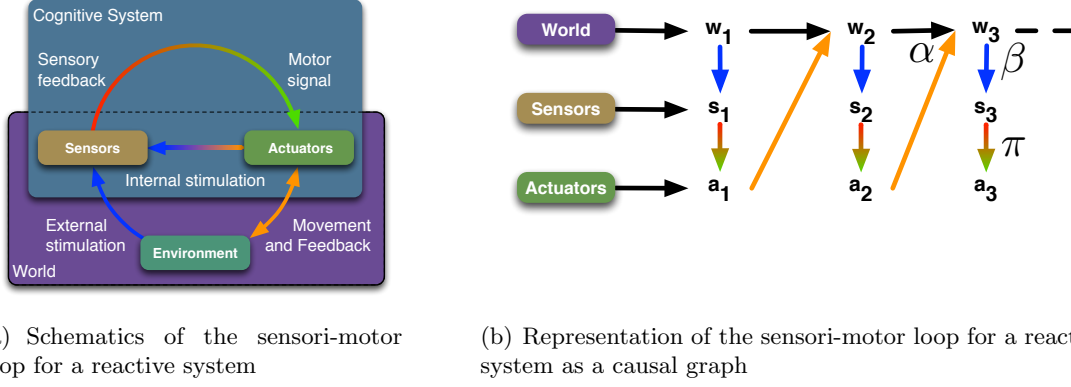 Cognitive System
Sensory
feedback
Motor
signal
Sensors
Actuators
Internal stimulation
External
stimulation
Movement
and Feedback
Environment
World
World
w1
w2
w3
α
β
Sensors
s1
s2
s3
π
Actuators
a1
a2
a3
) Schematics of the sensori-motor
op for a reactive system
(b) Representation of the sensori-motor loop for a react
system as a causal graph